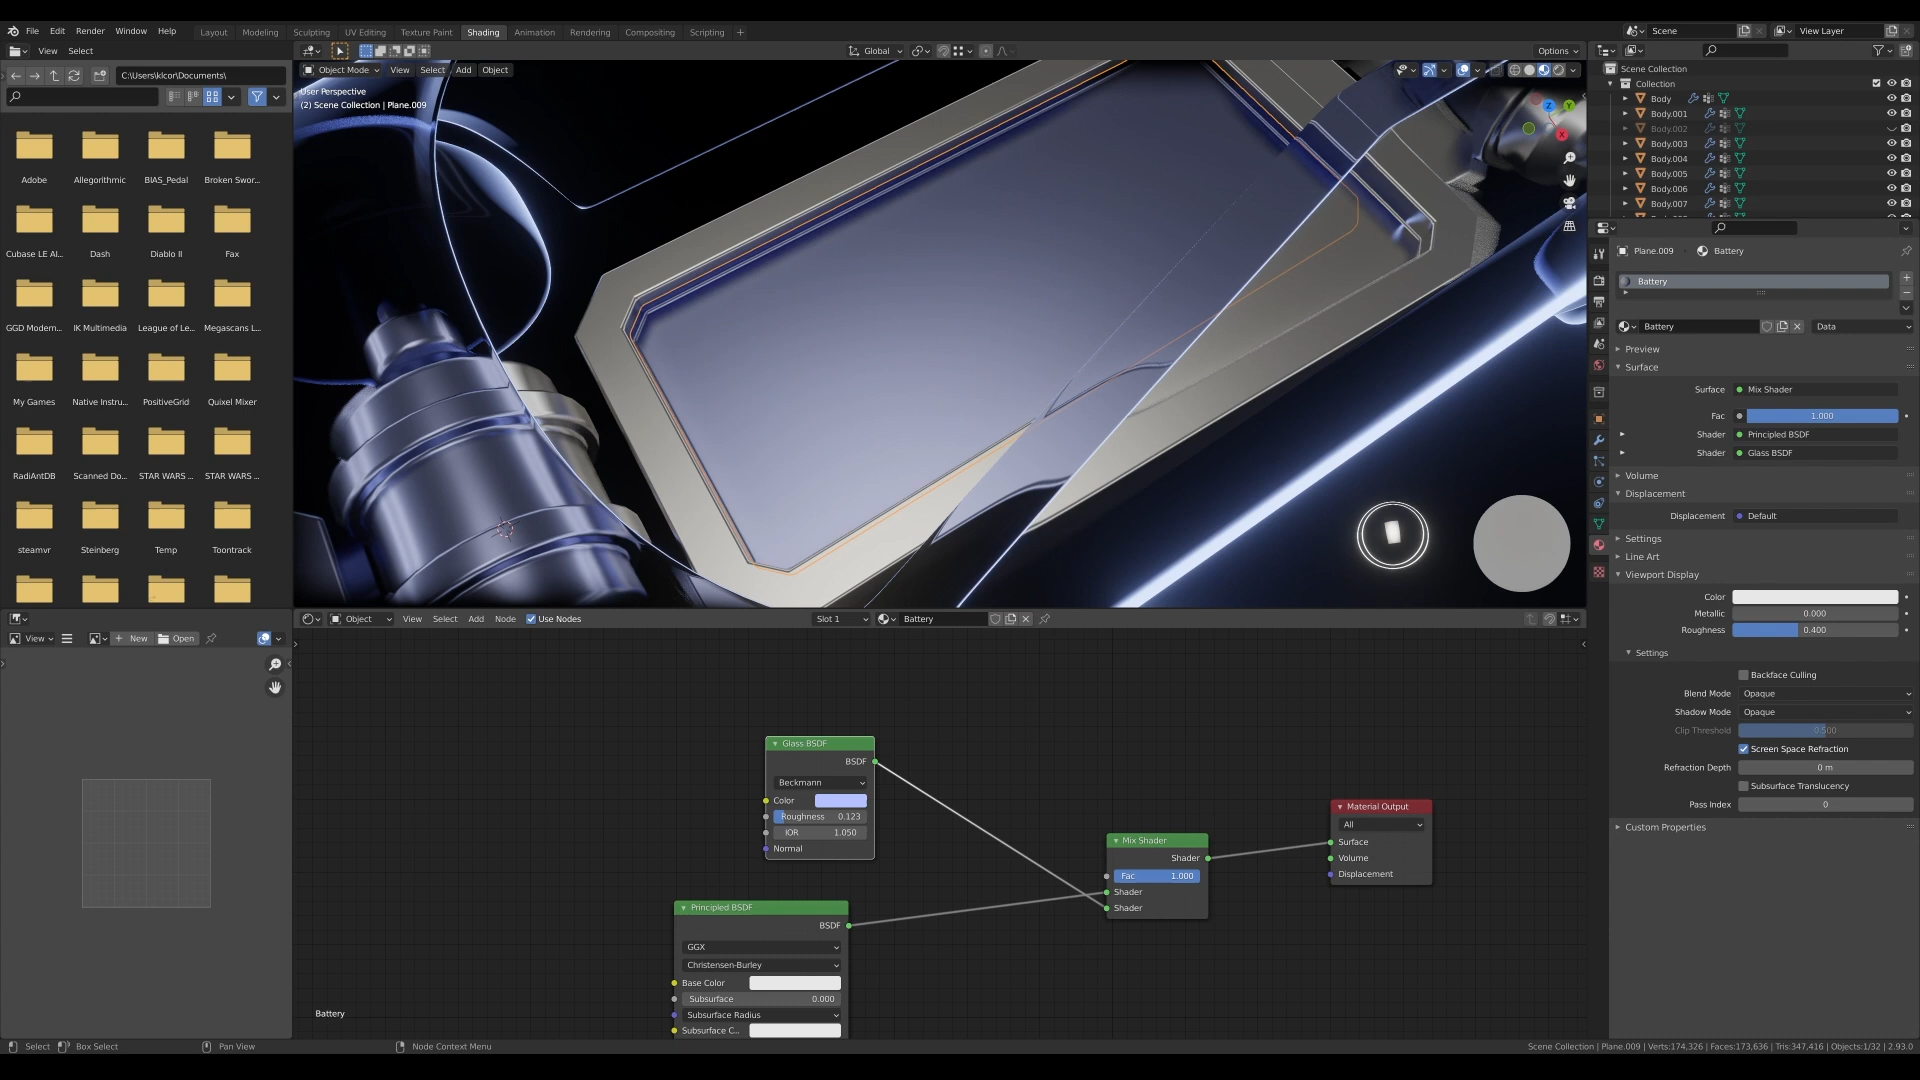 File Edit Render Window Help
Layout Modeling Sculpting UV Editing Texture Paint Shading Animation Rendering Compositing Scripting +
Scene
View Layer
View Select
Global
Options
C:\Users\klcor\Documents\
Object Mode View Select Add Object
User Perspective
(2) Scene Collection | Plane.009
Adobe Allegorithmic BIAS_Pedal Broken Swor...
Cubase LE AI... Dash Diablo II Fax
GGD Modern... IK Multimedia League of Le... Megascans L...
My Games Native Instru... PositiveGrid Quixel Mixer
RadiAntDB Scanned Do... STAR WARS ... STAR WARS ...
steamvr Steinberg Temp Toontrack
Z
Y
X
Scene Collection
Collection
Body
Body.001
Body.002
Body.003
Body.004
Body.005
Body.006
Body.007
Plane.009 Battery
Battery
Battery Data
Preview
Surface
Surface Mix Shader
Fac 1.000
Shader Principled BSDF
Shader Glass BSDF
Volume
Displacement
Displacement Default
Settings
Line Art
Viewport Display
Color
Metallic 0.000
Roughness 0.400
Settings
Backface Culling
Blend Mode Opaque
Shadow Mode Opaque
Clip Threshold 0.500
Screen Space Refraction
Refraction Depth 0 m
Subsurface Translucency
Pass Index 0
Custom Properties
View + New Open
Object View Select Add Node Use Nodes Slot 1 Battery
Glass BSDF
BSDF
Beckmann
Color
Roughness 0.123
IOR 1.050
Normal
Principled BSDF
BSDF
GGX
Christensen-Burley
Base Color
Subsurface 0.000
Subsurface Radius
Subsurface C...
Mix Shader
Shader
Fac 1.000
Shader
Shader
Material Output
All
Surface
Volume
Displacement
Battery
Select Box Select Pan View Node Context Menu
Scene Collection | Plane.009 | Verts:174,326 | Faces:173,636 | Tris:347,416 | Objects:1/32 | 2.93.0